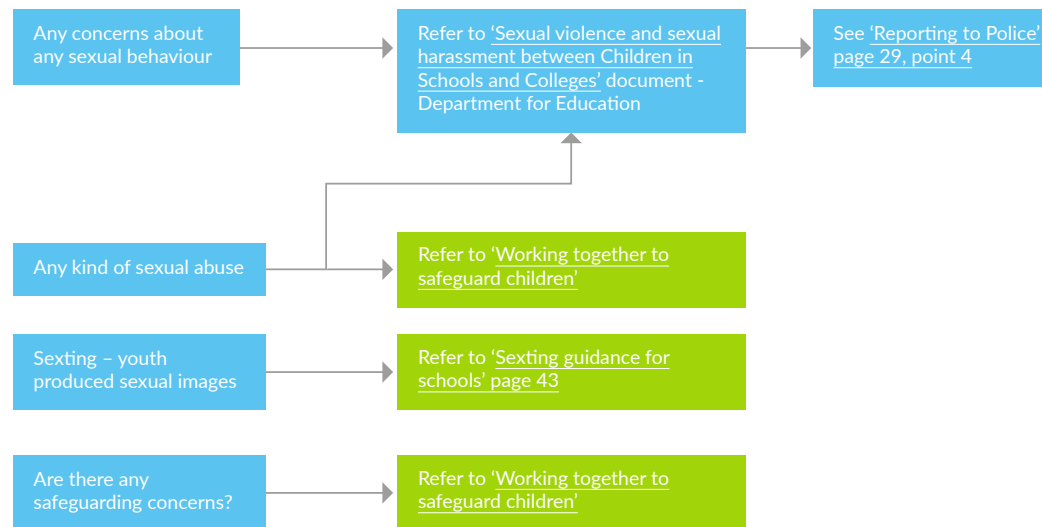 Any concerns about
any sexual behaviour
Refer to ‘Sexual violence and sexual
harassment between Children in
Schools and Colleges’ document -
Department for Education
See ‘Reporting to Police’
page 29, point 4
Any kind of sexual abuse
Refer to ‘Working together to
safeguard children’
Sexting – youth
produced sexual images
Refer to ‘Sexting guidance for
schools’ page 43
Are there any
safeguarding concerns?
Refer to ‘Working together to
safeguard children’